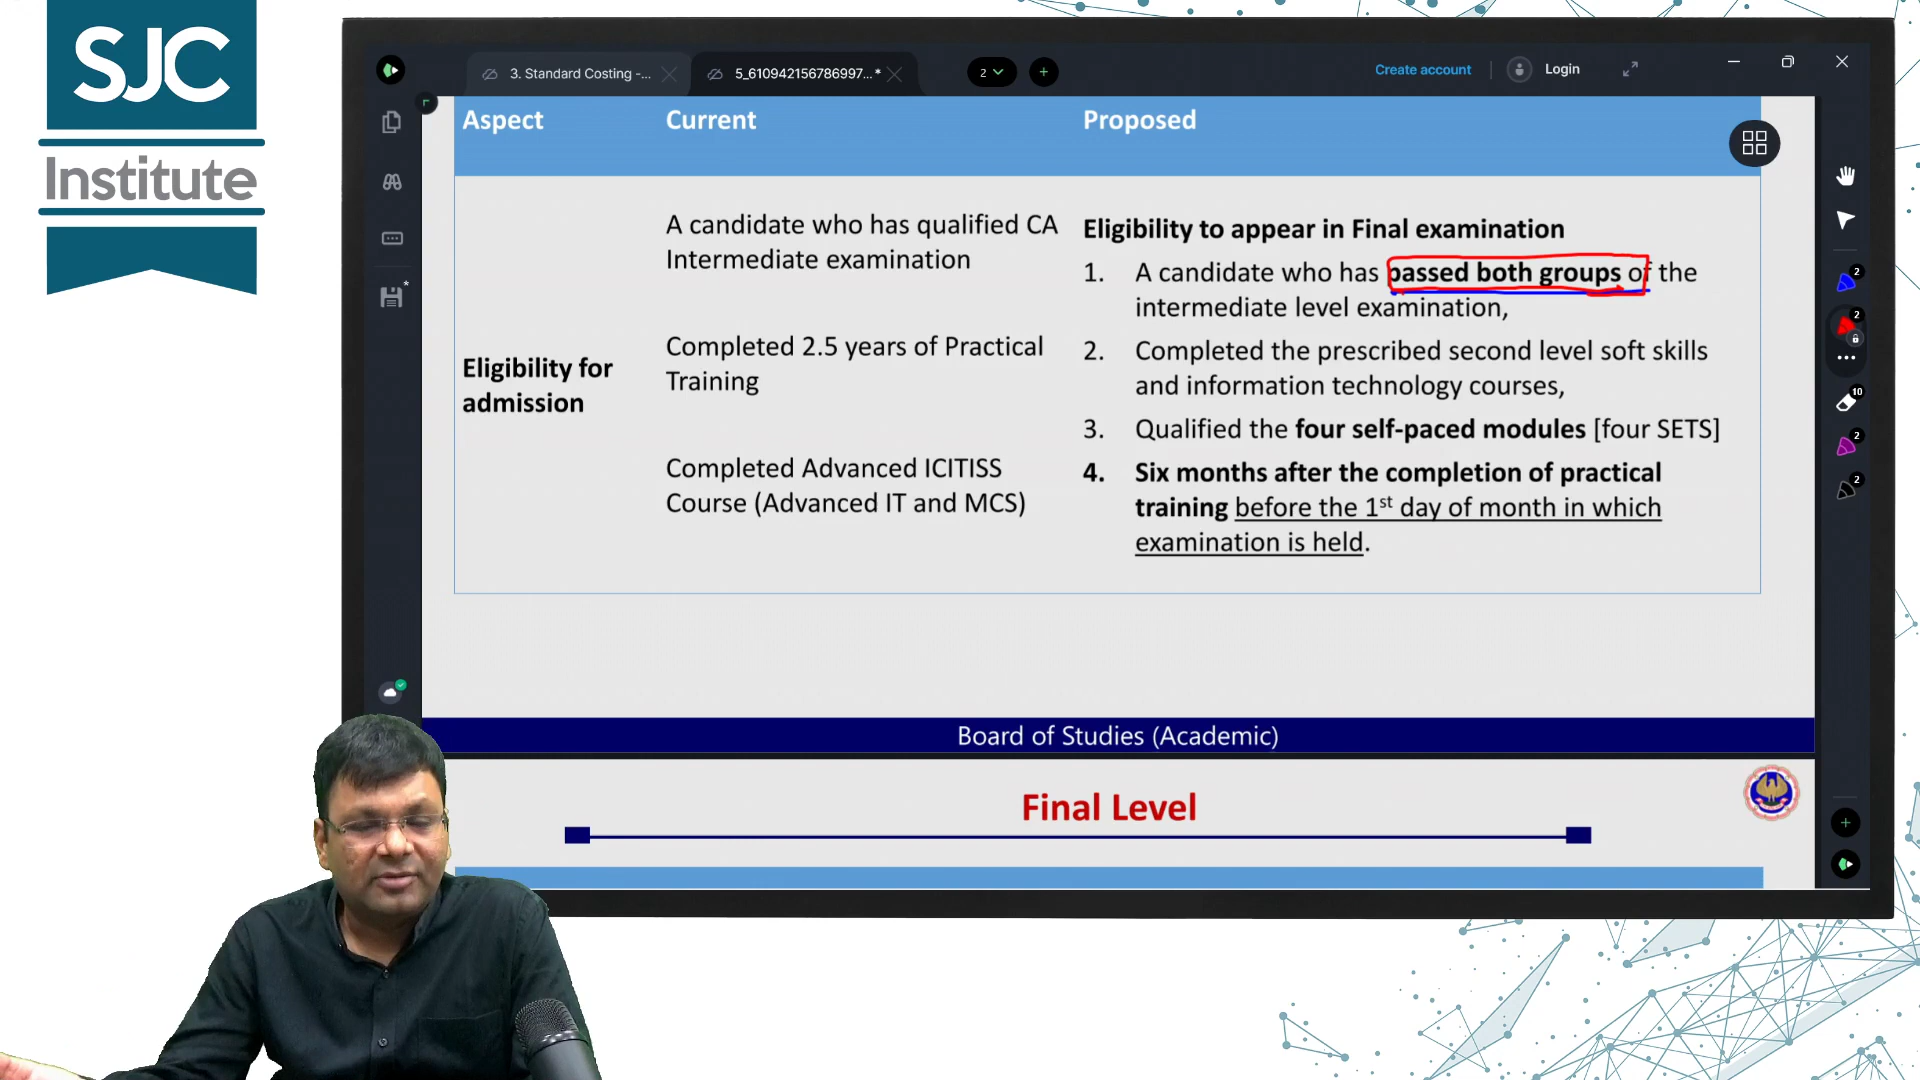 SJC
Institute
3. Standard Costing -...
5_610942156786997... *
2
Create account
Login
Aspect
Current
Proposed
Eligibility for
admission
A candidate who has qualified CA
Intermediate examination
Completed 2.5 years of Practical
Training
Completed Advanced ICITISS
Course (Advanced IT and MCS)
Eligibility to appear in Final examination
1. A candidate who has passed both groups of the
intermediate level examination,
2. Completed the prescribed second level soft skills
and information technology courses,
3. Qualified the four self-paced modules [four SETS]
4. Six months after the completion of practical
training before the 1st day of month in which
examination is held.
2
2
10
2
2
Board of Studies (Academic)
Final Level